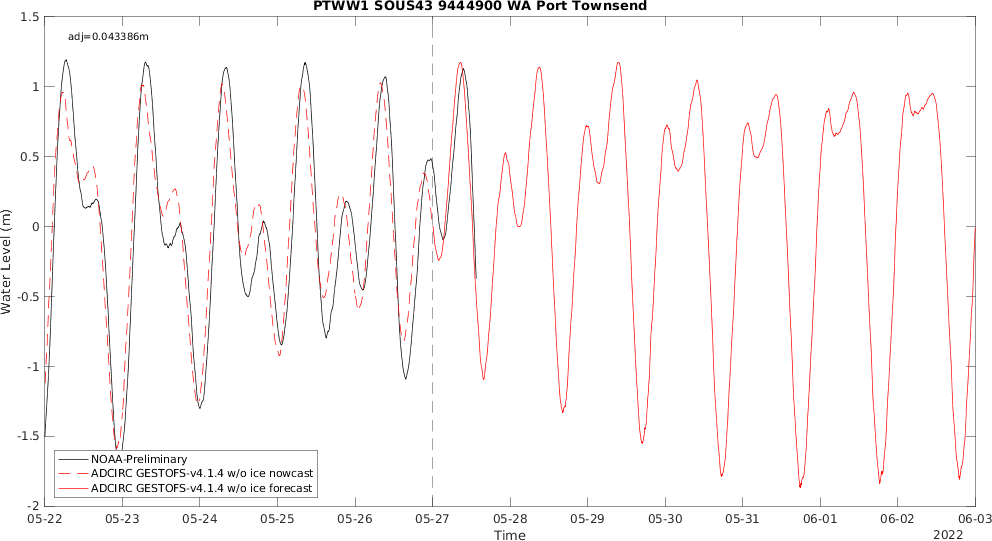 PTWW1 SOUS43 9444900 WA Port Townsend
adj=0.043386m
Water Level (m)
1.5
1
0.5
0
-0.5
-1
-1.5
-2
NOAA-Preliminary
ADCIRC GESTOFS-v4.1.4 w/o ice nowcast
ADCIRC GESTOFS-v4.1.4 w/o ice forecast
05-22 05-23 05-24 05-25 05-26 05-27 05-28 05-29 05-30 05-31 06-01 06-02 06-03
Time
2022